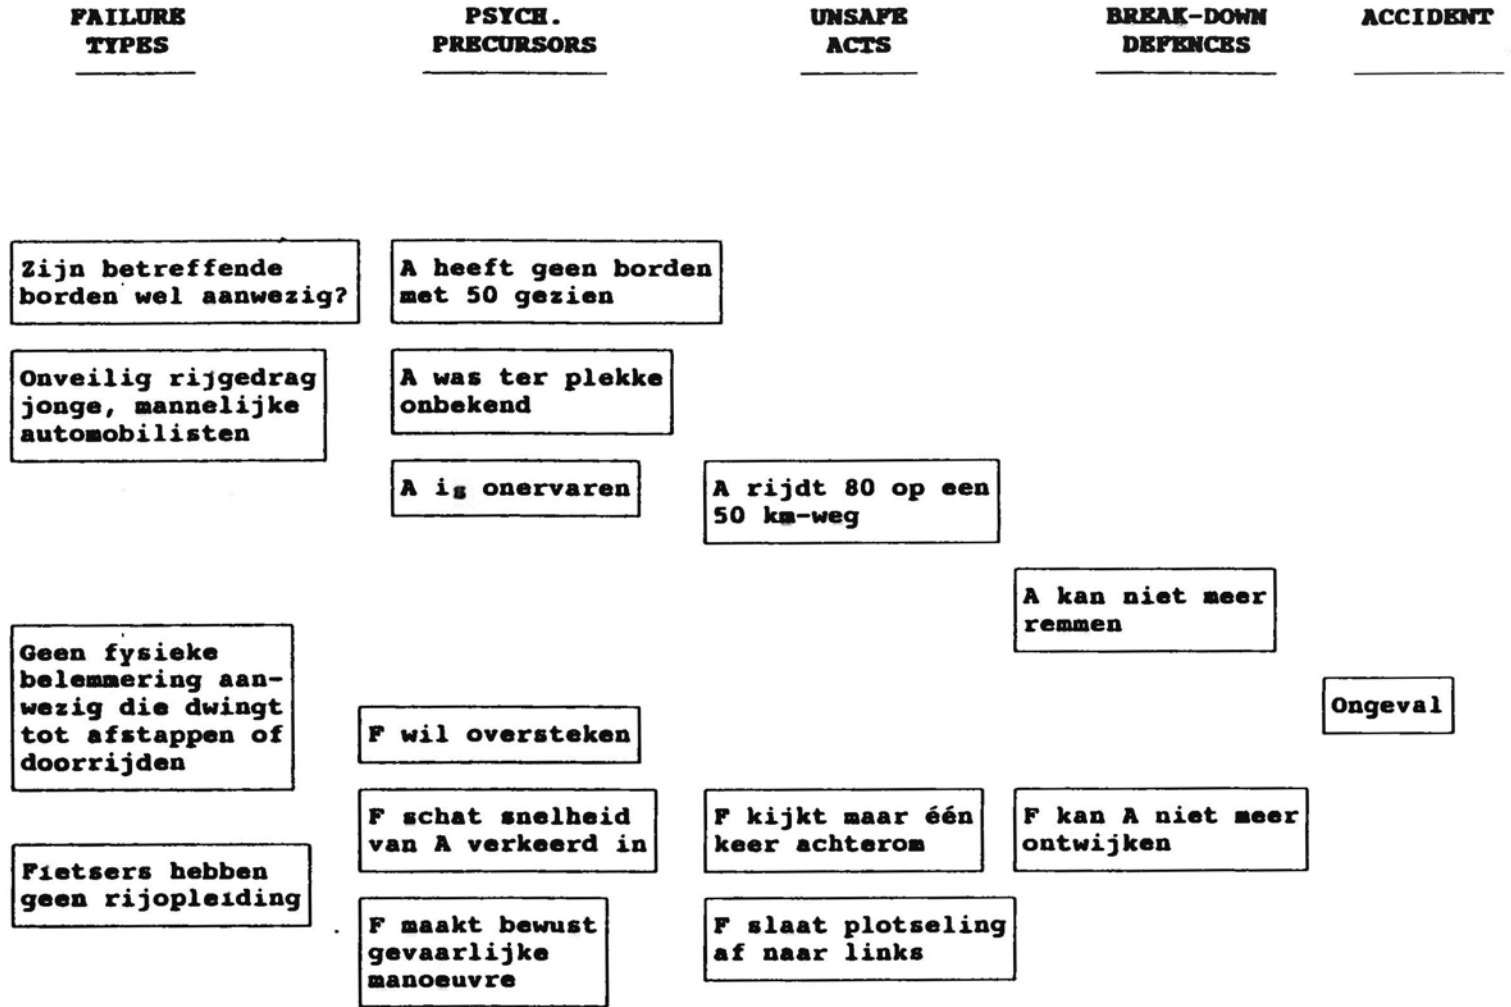 FAILURE TYPES
PSYCH. PRECURSORS
UNSAFE ACTS
BREAK-DOWN DEFENCES
ACCIDENT
Zijn betreffende
borden wel aanwezig?
Onveilig rijgedrag
jonge, mannelijke
automobilisten
Geen fysieke
belemmering aan-
wezig die dwingt
tot afstappen of
doorrijden
Fietsers hebben
geen rijopleiding
A heeft geen borden
met 50 gezien
A was ter plekke
onbekend
A is onervaren
F wil oversteken
F schat snelheid
van A verkeerd in
F maakt bewust
gevaarlijke
manoeuvre
A rijdt 80 op een
50 km-weg
F kijkt maar één
keer achterom
F slaat plotseling
af naar links
A kan niet meer
remmen
F kan A niet meer
ontwijken
Ongeval